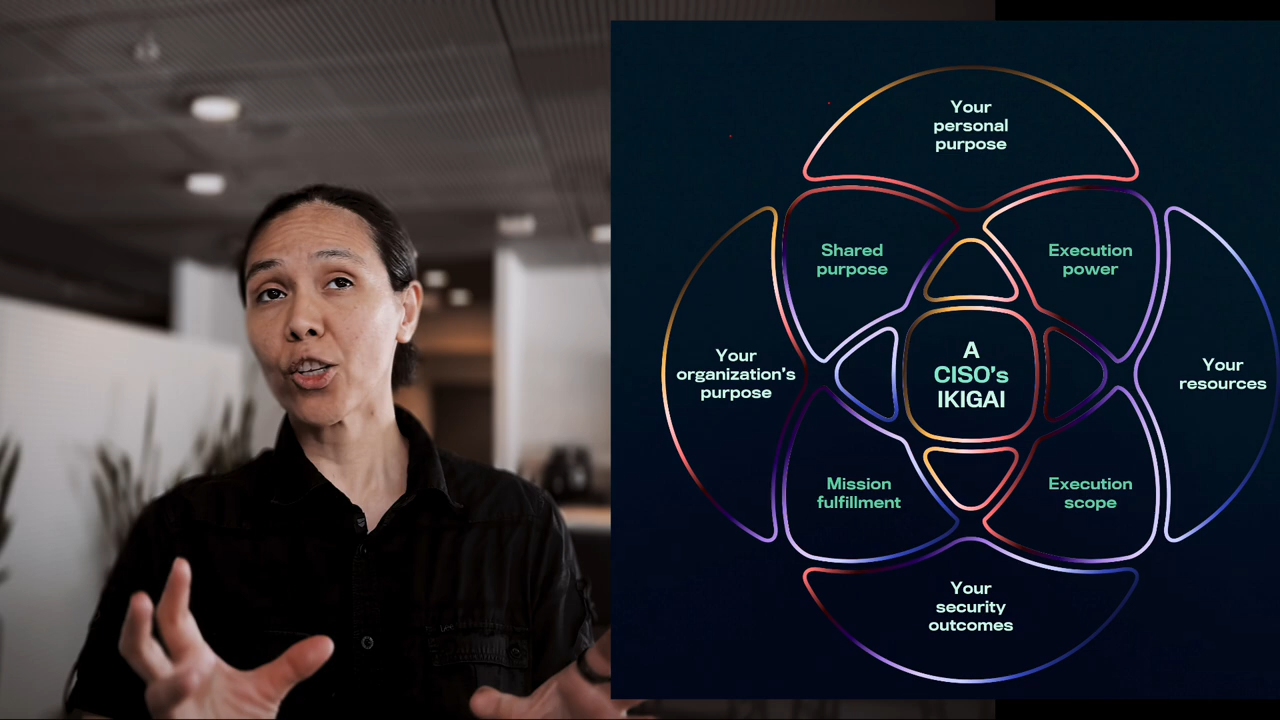 Your
personal
purpose
Shared
purpose
Execution
power
Your
organization's
purpose
A
CISO's
IKIGAI
Your
resources
Mission
fulfillment
Execution
scope
Your
security
outcomes